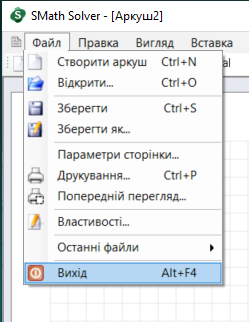 SMath Solver - [Аркуш2]
Файл Правка Вигляд Вставка
Створити аркуш Ctrl+N
Відкрити... Ctrl+O
Зберегти Ctrl+S
Зберегти як...
Параметри сторінки...
Друкування... Ctrl+P
Попередній перегляд...
Властивості...
Останні файли
Вихід Alt+F4